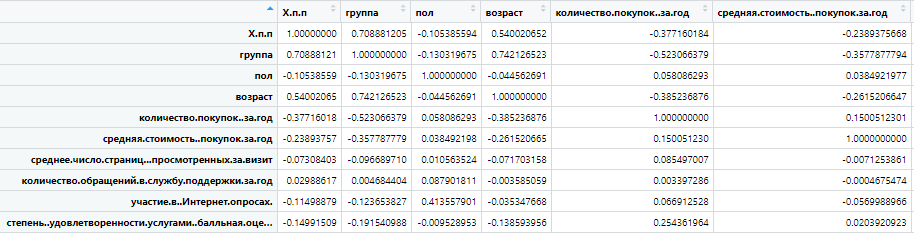 Х.п.п группа пол возраст количество.покупок..за.год средняя.стоимость..покупок.за.год
Х.п.п 1.00000000 0.708881205 -0.105385594 0.540020652 -0.377160184 -0.2389375668
группа 0.70888121 1.000000000 -0.130319675 0.742126523 -0.523066379 -0.3577877794
пол -0.10538559 -0.130319675 1.000000000 -0.044562691 0.058086293 0.0384921977
возраст 0.54002065 0.742126523 -0.044562691 1.000000000 -0.385236876 -0.2615206647
количество.покупок..за.год -0.37716018 -0.523066379 0.058086293 -0.385236876 1.000000000 0.1500512301
средняя.стоимость..покупок.за.год -0.23893757 -0.357787779 0.038492198 -0.261520665 0.150051230 1.0000000000
среднее.число.страниц...просмотренных.за.визит -0.07308403 -0.096689710 0.010563524 -0.071703158 0.085497007 -0.0071253861
количество.обращений.в.службу.поддержки.за.год 0.02988617 0.004684404 0.087901811 -0.003585059 0.003397286 -0.0004675474
участие.в..Интернет.опросах. -0.11498879 -0.123653827 0.413557901 -0.035347668 0.066912528 -0.0569988966
степень..удовлетворенности.услугами..балльная.оце... -0.14991509 -0.191540988 -0.009528953 -0.138593956 0.254361964 0.0203920923